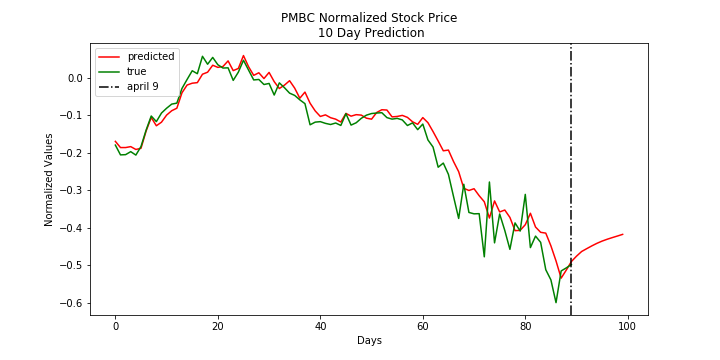 PMBC Normalized Stock Price
10 Day Prediction
predicted
true
april 9
Normalized Values
0.0
−0.1
−0.2
−0.3
−0.4
−0.5
−0.6
0
20
40
60
80
100
Days